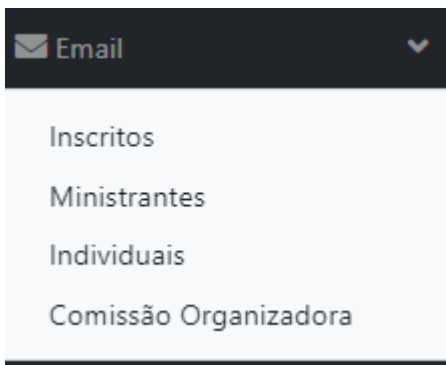 Email
Inscritos
Ministrantes
Individuais
Comissão Organizadora